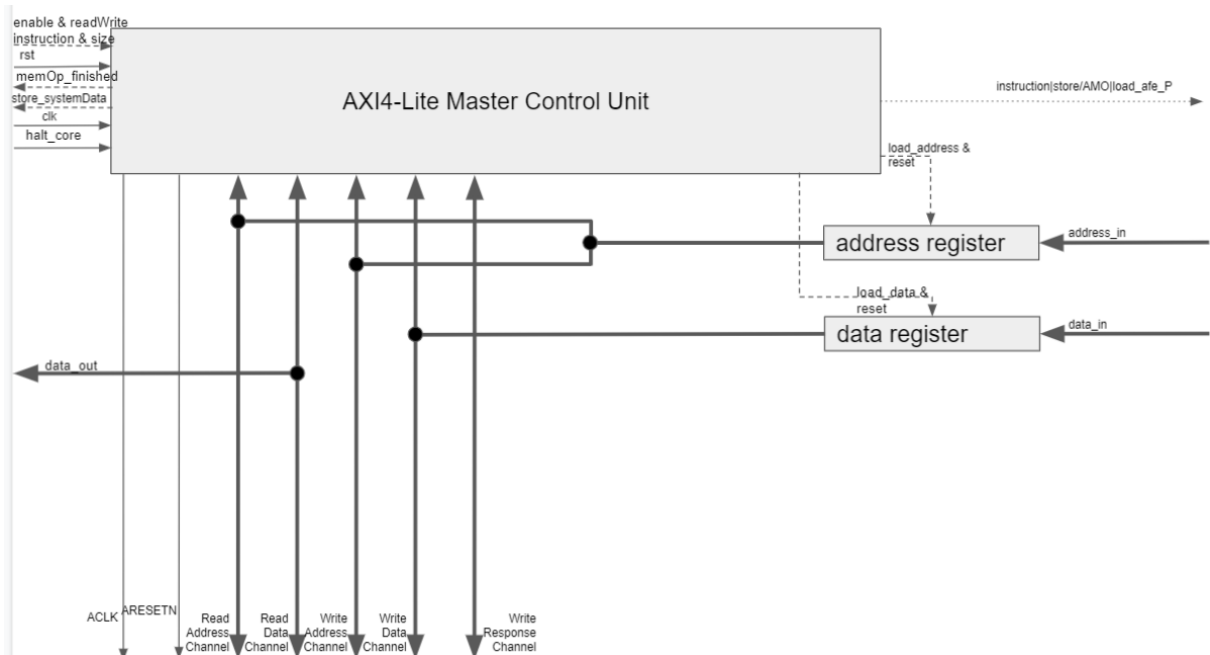 enable & readWrite
instruction & size
rst
memOp_finished
store_systemData
clk
halt_core
AXI4-Lite Master Control Unit
instruction|store/AMO|load_afe_P
load_address &
reset
address register
address_in
load_data &
reset
data register
data_in
data_out
ACLK
ARESETN
Read
Address
Channel
Read
Data
Channel
Write
Address
Channel
Write
Data
Channel
Write
Response
Channel